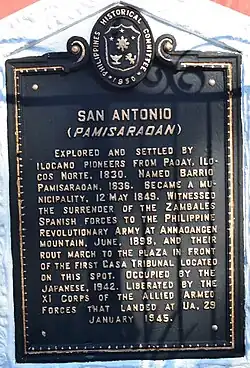 PHILIPPINES HISTORICAL COMMITTEE
1950
SAN ANTONIO
(PAMISARAOAN)
EXPLORED AND SETTLED BY
ILOCANO PIONEERS FROM PAOAY, ILO-
COS NORTE, 1830. NAMED BARRIO
PAMISARAOAN, 1836. BECAME A MU-
NICIPALITY, 12 MAY 1849. WITNESSED
THE SURRENDER OF THE ZAMBALES
SPANISH FORCES TO THE PHILIPPINE
REVOLUTIONARY ARMY AT ANNAOANGEN
MOUNTAIN, JUNE, 1898, AND THEIR
ROUT MARCH TO THE PLAZA IN FRONT
OF THE FIRST CASA TRIBUNAL LOCATED
ON THIS SPOT. OCCUPIED BY THE
JAPANESE, 1942. LIBERATED BY THE
XI CORPS OF THE ALLIED ARMED
FORCES THAT LANDED AT UA, 29
JANUARY 1945.